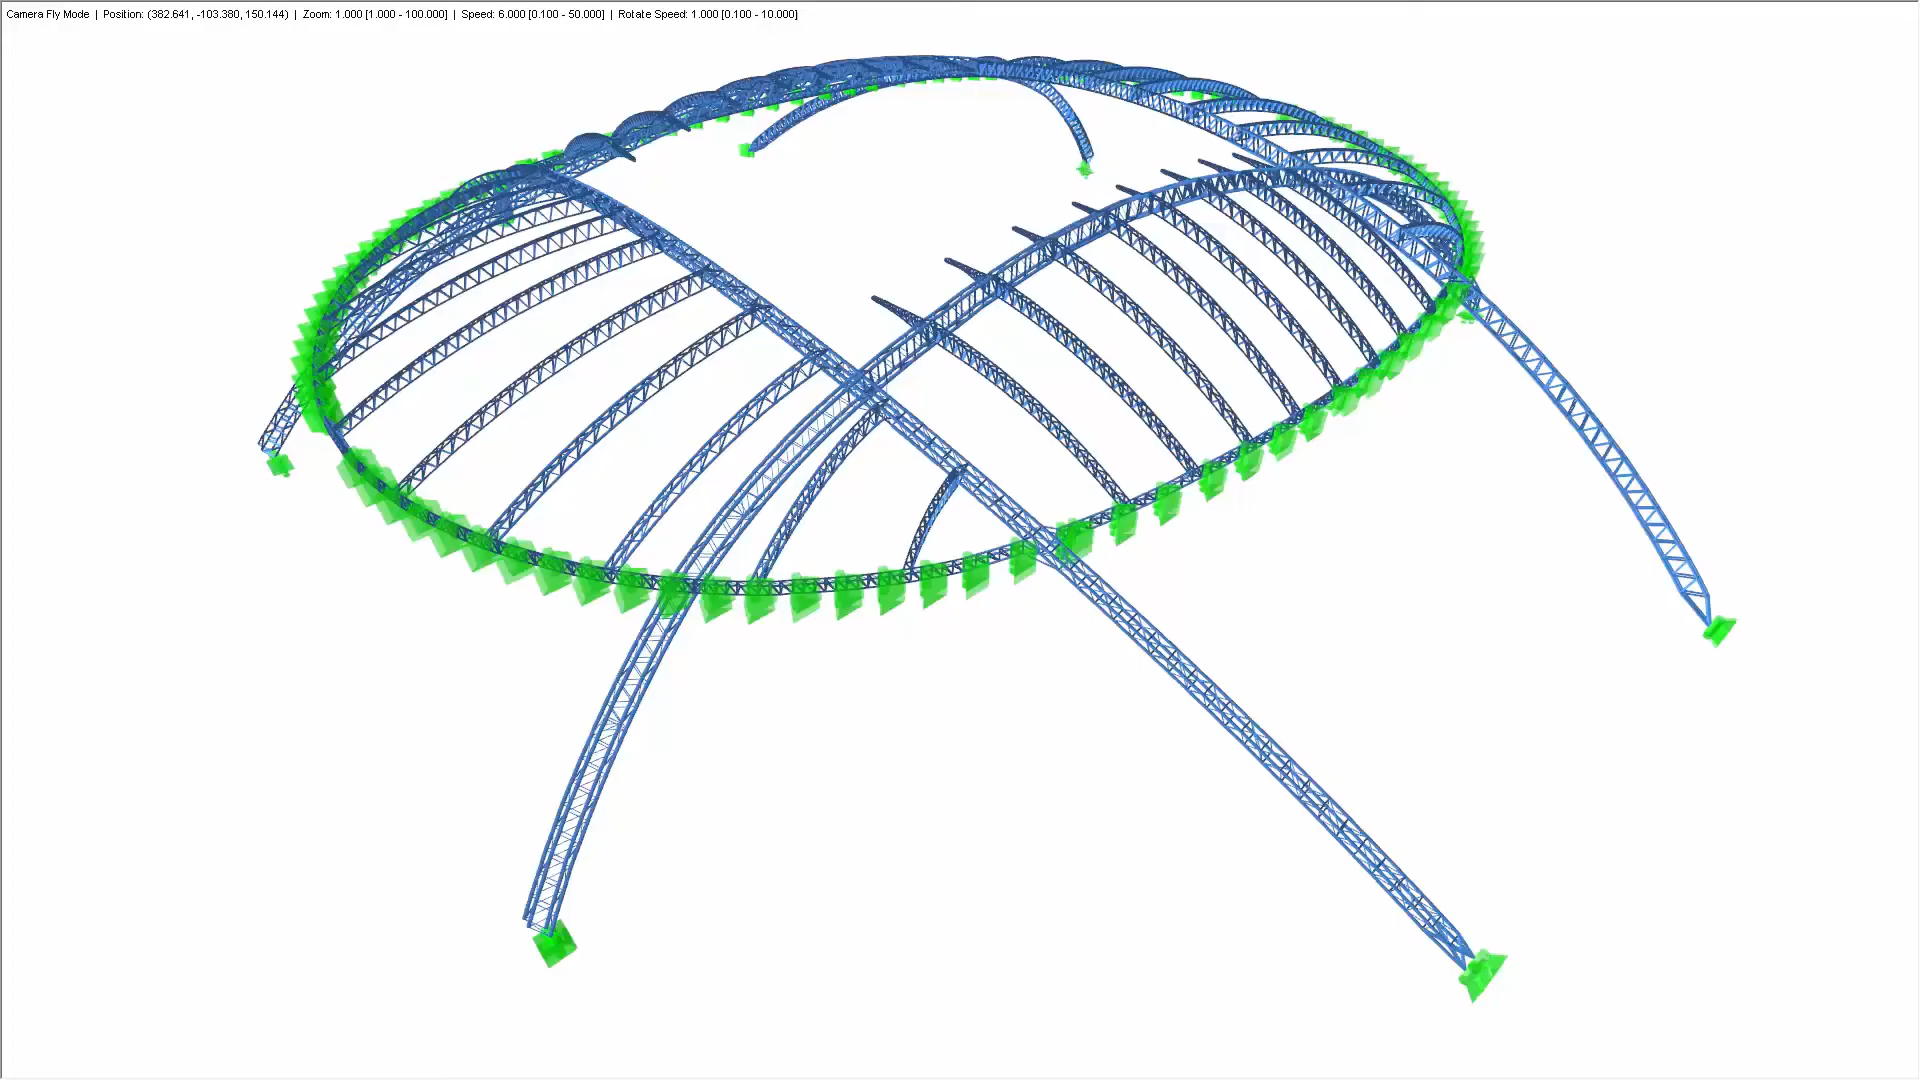 Camera Fly Mode | Position: (382.641, -103.380, 150.144) | Zoom: 1.000 [1.000 - 100.000] | Speed: 6.000 [0.100 - 50.000] | Rotate Speed: 1.000 [0.100 - 10.000]